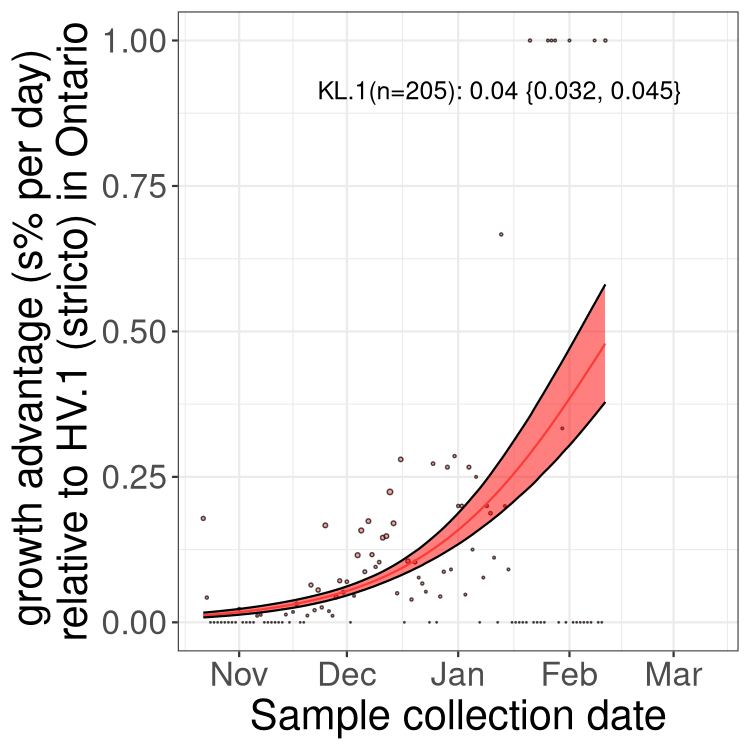 growth advantage (s% per day)
relative to HV.1 (stricto) in Ontario
1.00
0.75
0.50
0.25
0.00
KL.1(n=205): 0.04 {0.032, 0.045}
Nov Dec Jan Feb Mar
Sample collection date